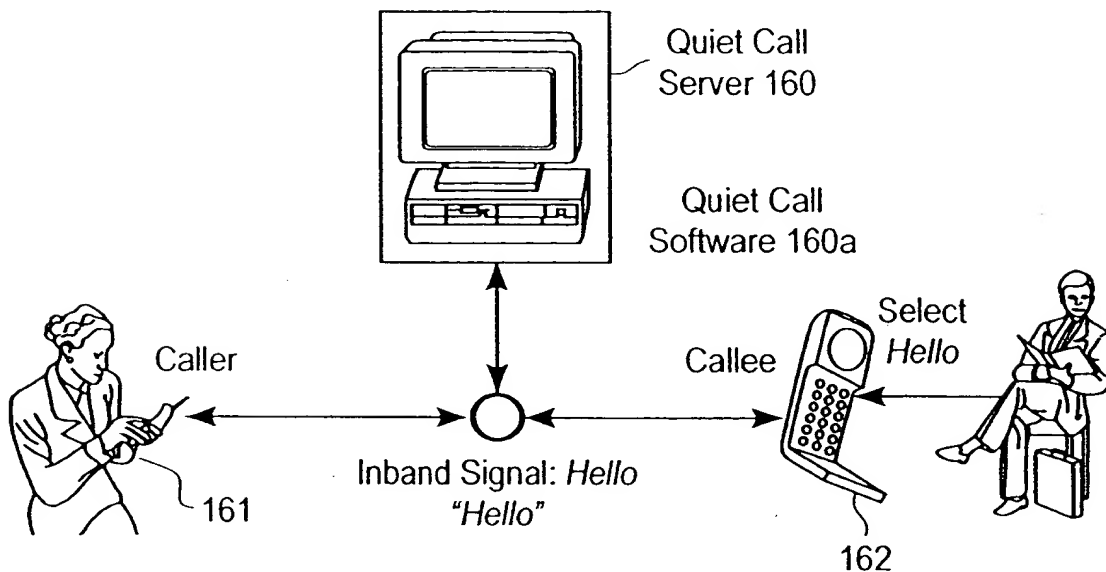 Quiet Call
Server 160
Quiet Call
Software 160a
Caller
Callee
Select
Hello
Inband Signal: Hello
"Hello"
161
162